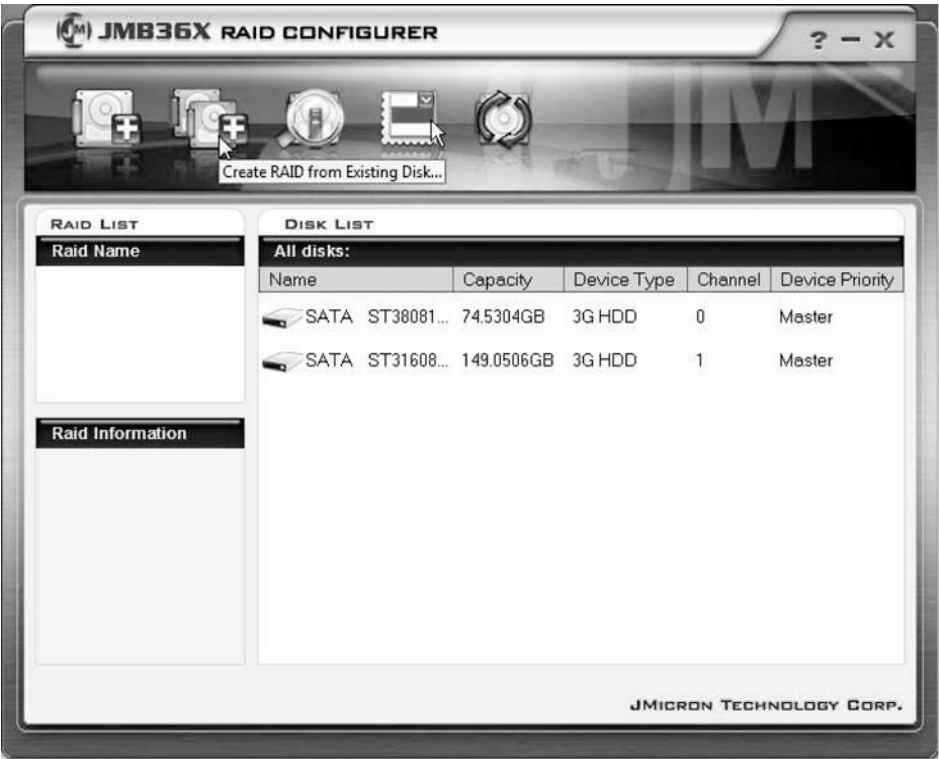 JM JMB36X RAID CONFIGURER
? – X
JM
Create RAID from Existing Disk...
RAID LIST
Raid Name
Raid Information
DISK LIST
All disks:
Name Capacity Device Type Channel Device Priority
SATA ST38081... 74.5304GB 3G HDD 0 Master
SATA ST31608... 149.0506GB 3G HDD 1 Master
JMICRON TECHNOLOGY CORP.